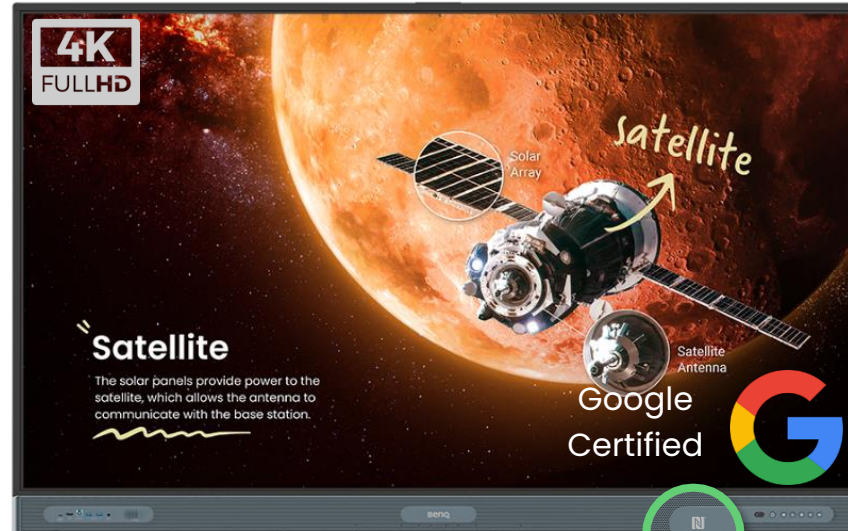 4K
FULLHD
Solar
Array
satellite
Satellite
The solar panels provide power to the
satellite, which allows the antenna to
communicate with the base station.
Satellite
Antenna
Google
Certified
BenQ